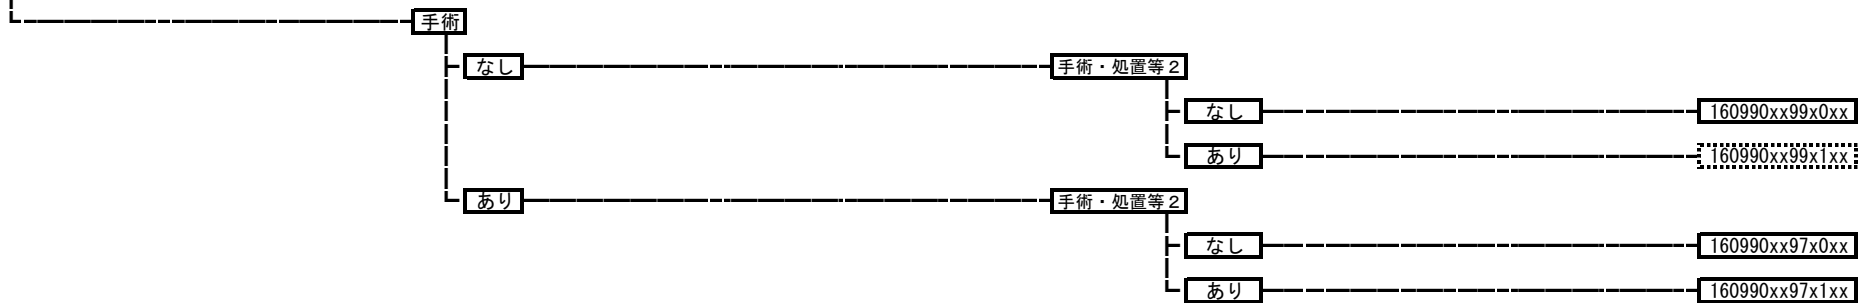 手術
なし 手術・処置等２
なし 160990xx99x0xx
あり 160990xx99x1xx
あり 手術・処置等２
なし 160990xx97x0xx
あり 160990xx97x1xx